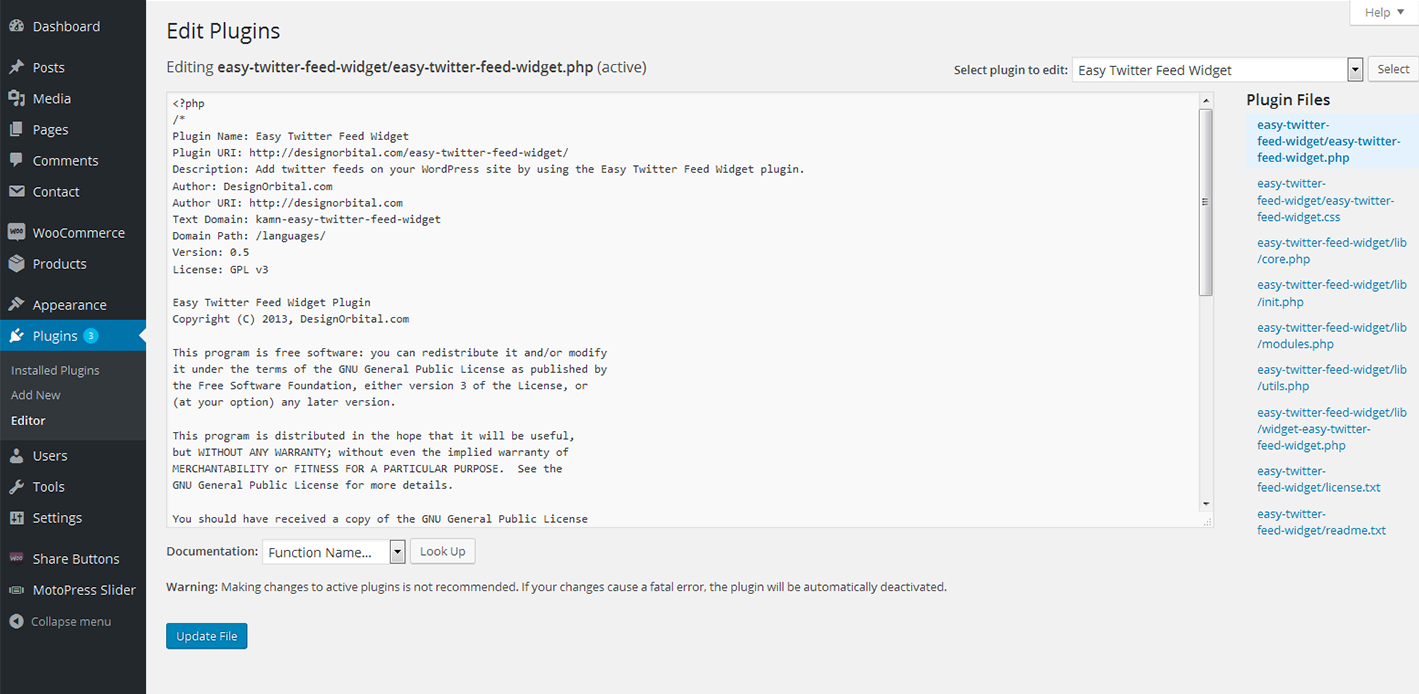 Dashboard
Posts
Media
Pages
Comments
Contact
WooCommerce
Products
Appearance
Plugins 3
Installed Plugins
Add New
Editor
Users
Tools
Settings
Share Buttons
MotoPress Slider
Collapse menu
Help
Edit Plugins
Editing easy-twitter-feed-widget/easy-twitter-feed-widget.php (active)
Select plugin to edit: Easy Twitter Feed Widget Select
<?php
/*
Plugin Name: Easy Twitter Feed Widget
Plugin URI: http://designorbital.com/easy-twitter-feed-widget/
Description: Add twitter feeds on your WordPress site by using the Easy Twitter Feed Widget plugin.
Author: DesignOrbital.com
Author URI: http://designorbital.com
Text Domain: kamn-easy-twitter-feed-widget
Domain Path: /languages/
Version: 0.5
License: GPL v3
Easy Twitter Feed Widget Plugin
Copyright (C) 2013, DesignOrbital.com
This program is free software: you can redistribute it and/or modify
it under the terms of the GNU General Public License as published by
the Free Software Foundation, either version 3 of the License, or
(at your option) any later version.
This program is distributed in the hope that it will be useful,
but WITHOUT ANY WARRANTY; without even the implied warranty of
MERCHANTABILITY or FITNESS FOR A PARTICULAR PURPOSE.  See the
GNU General Public License for more details.
You should have received a copy of the GNU General Public License
Plugin Files
easy-twitter-
feed-widget/easy-twitter-
feed-widget.php
easy-twitter-
feed-widget/easy-twitter-
feed-widget.css
easy-twitter-feed-widget/lib
/core.php
easy-twitter-feed-widget/lib
/init.php
easy-twitter-feed-widget/lib
/modules.php
easy-twitter-feed-widget/lib
/utils.php
easy-twitter-feed-widget/lib
/widget-easy-twitter-
feed-widget.php
easy-twitter-
feed-widget/license.txt
easy-twitter-
feed-widget/readme.txt
Documentation: Function Name... Look Up
Warning: Making changes to active plugins is not recommended. If your changes cause a fatal error, the plugin will be automatically deactivated.
Update File